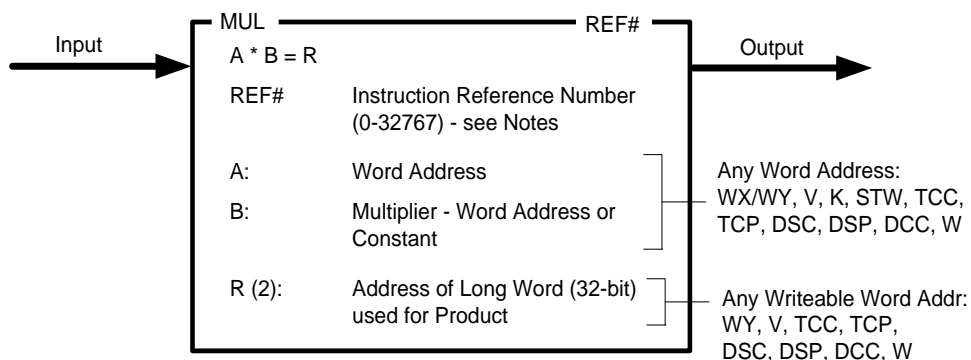 MUL REF#
Input
A * B = R
Output
REF# Instruction Reference Number
(0-32767) - see Notes
A: Word Address
B: Multiplier - Word Address or
Constant
Any Word Address:
WX/WY, V, K, STW, TCC,
TCP, DSC, DSP, DCC, W
R (2): Address of Long Word (32-bit)
used for Product
Any Writeable Word Addr:
WY, V, TCC, TCP,
DSC, DSP, DCC, W